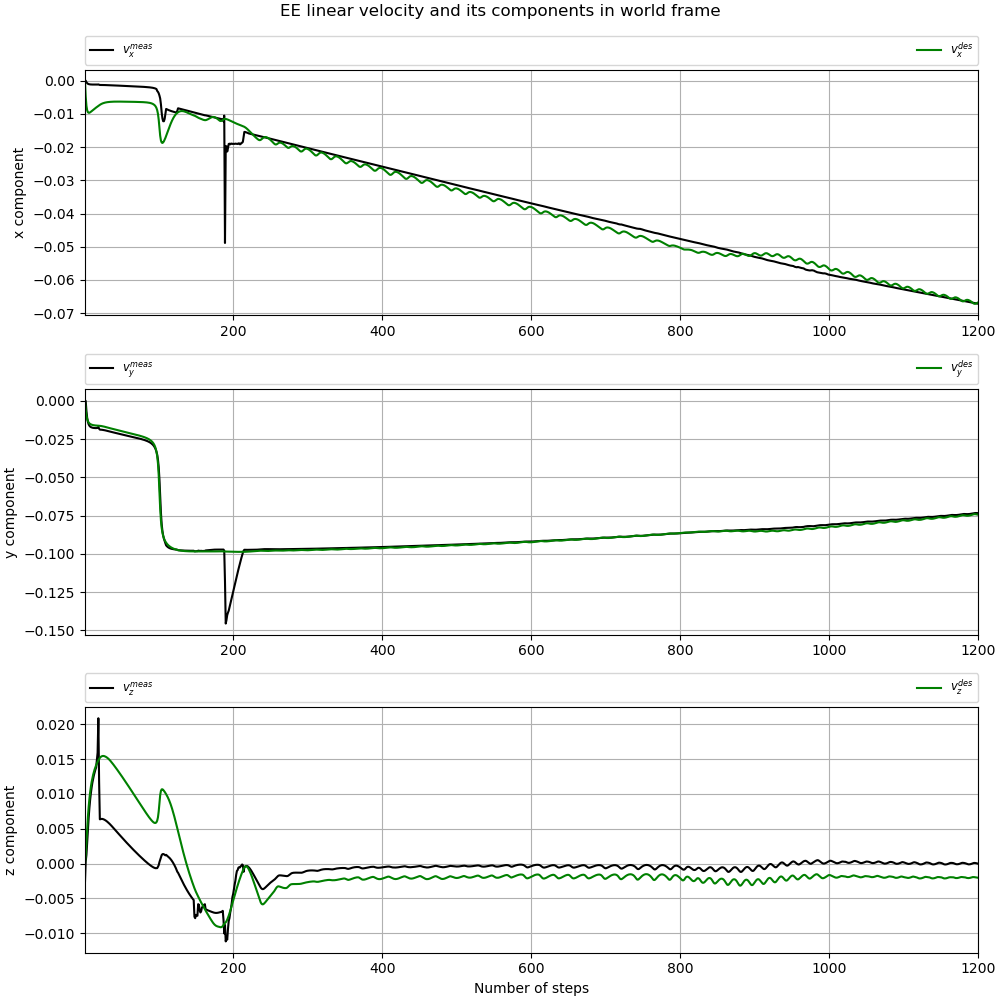 EE linear velocity and its components in world frame
v_x^meas v_x^des
0.00
−0.01
−0.02
−0.03
−0.04
−0.05
−0.06
−0.07
x component
200 400 600 800 1000 1200
v_y^meas v_y^des
0.000
−0.025
−0.050
−0.075
−0.100
−0.125
−0.150
y component
200 400 600 800 1000 1200
v_z^meas v_z^des
0.020
0.015
0.010
0.005
0.000
−0.005
−0.010
z component
200 400 600 800 1000 1200
Number of steps